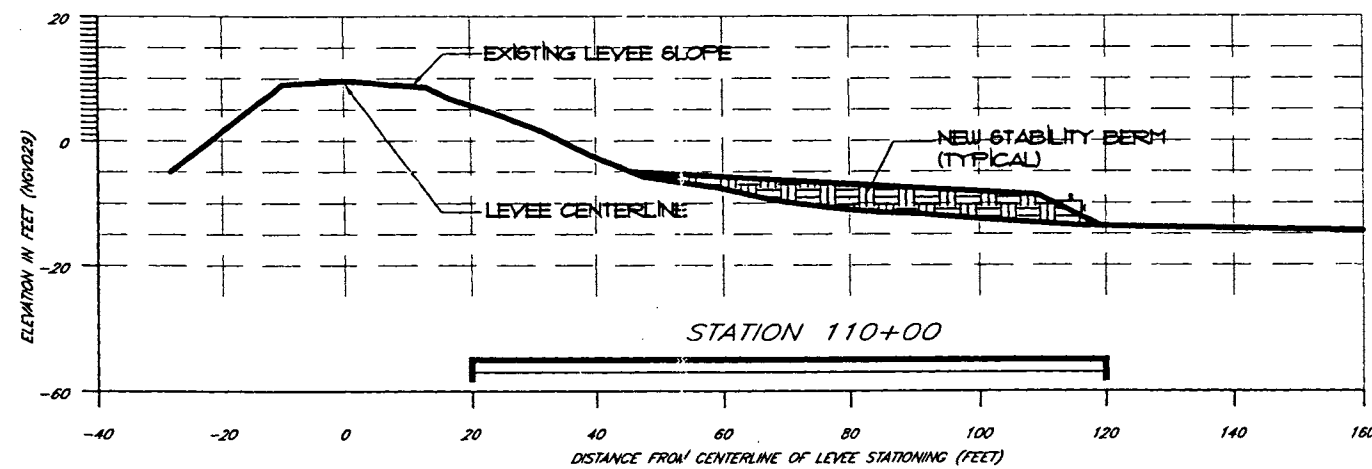 20
EXISTING LEVEE SLOPE
NEW STABILITY BERM
(TYPICAL)
0
LEVEE CENTERLINE
-20
STATION 110+00
-60
ELEVATION IN FEET (NGVD29)
-40 -20 0 20 40 60 80 100 120 140 160
DISTANCE FROM CENTERLINE OF LEVEE STATIONING (FEET)